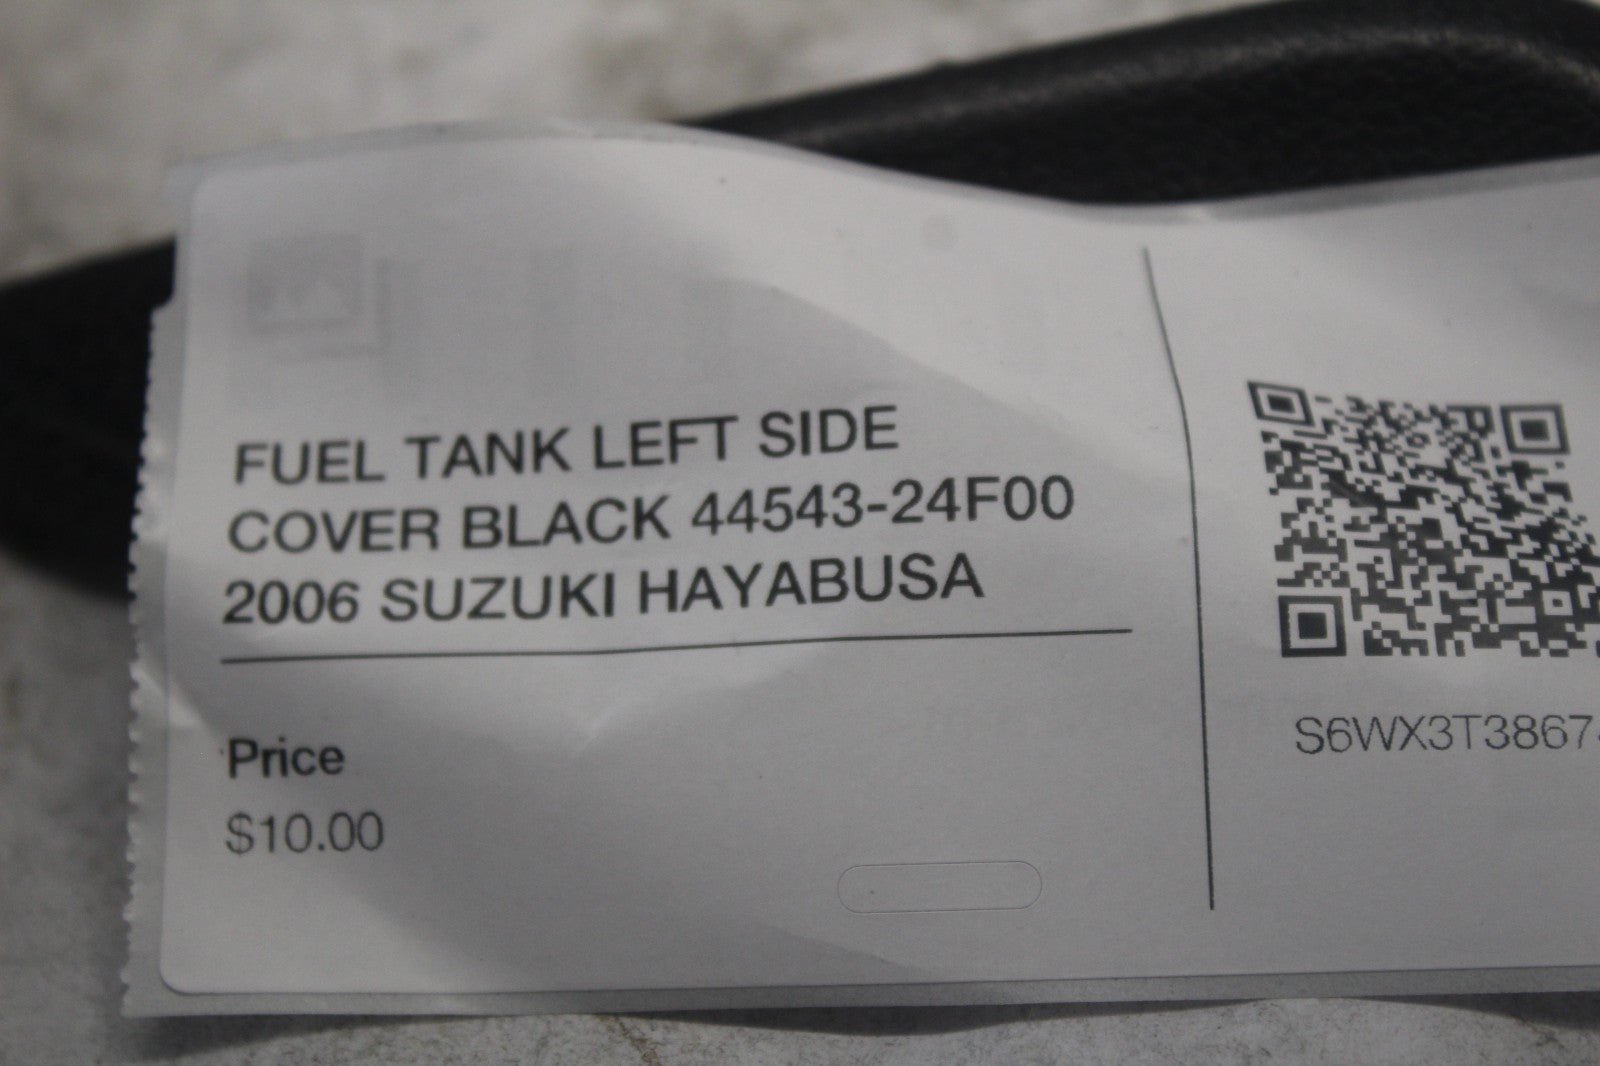 FUEL TANK LEFT SIDE
COVER BLACK 44543-24F00
2006 SUZUKI HAYABUSA
Price
$10.00
S6WX3T3867